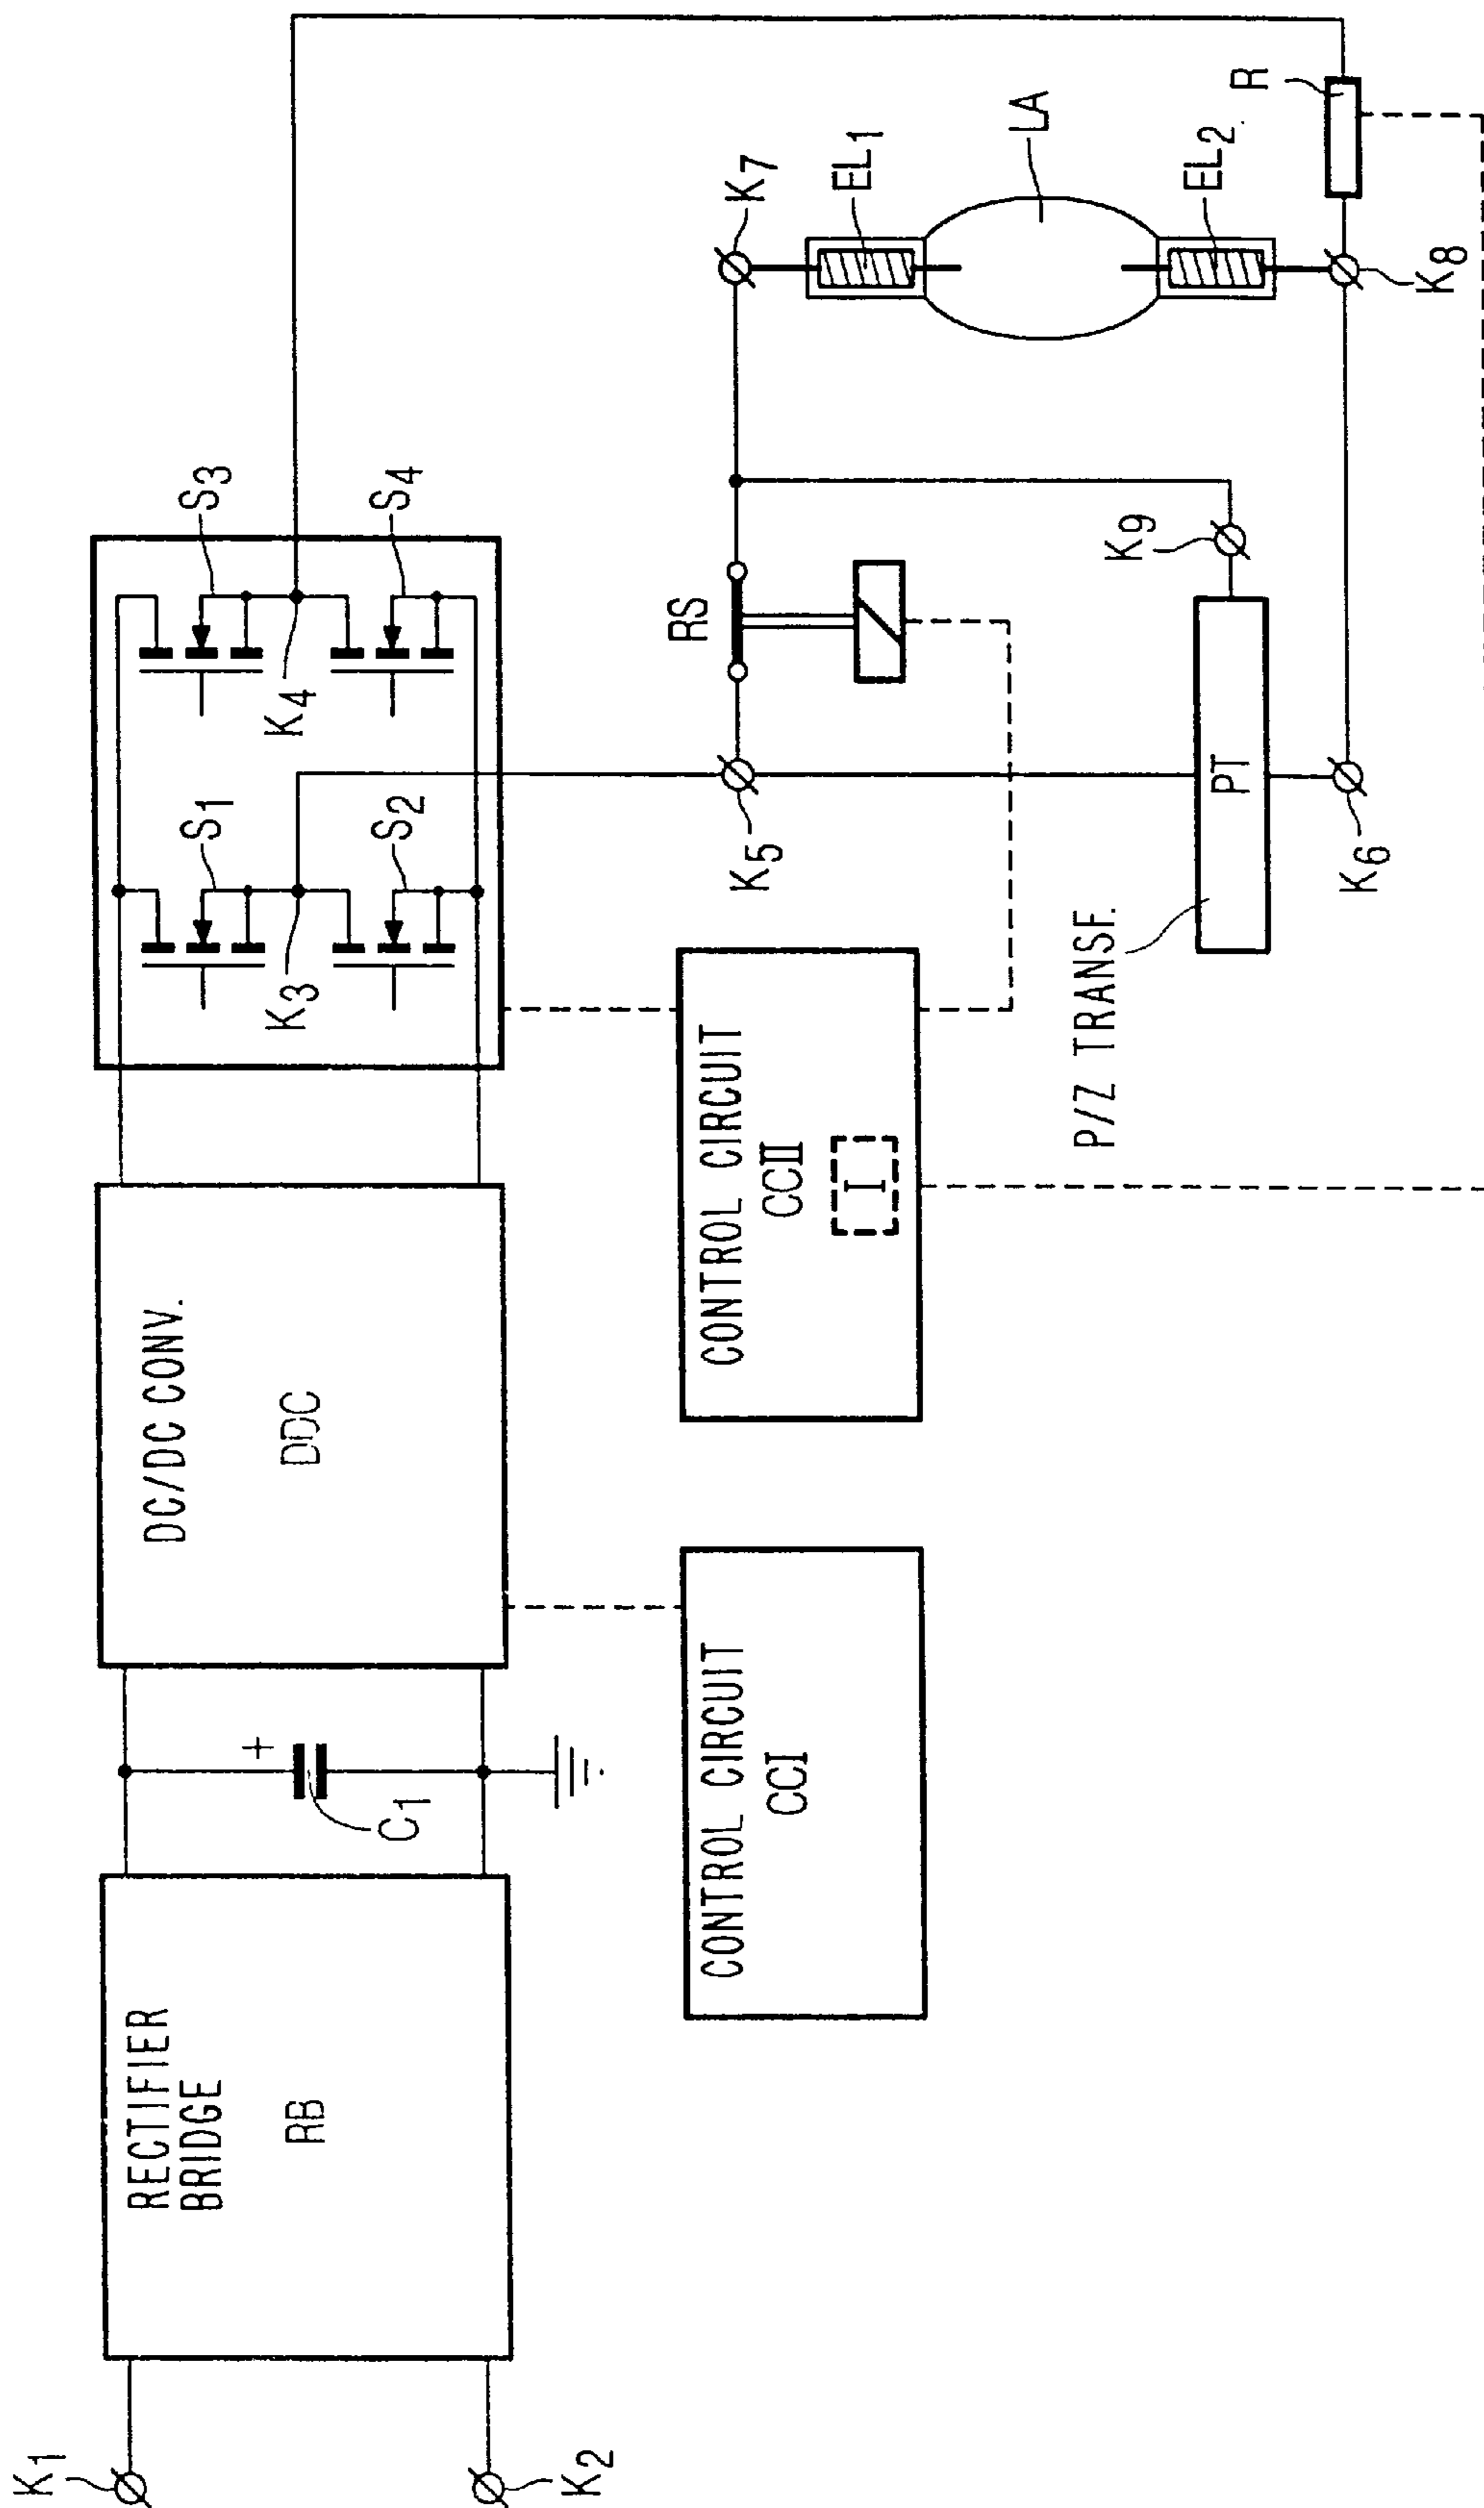 K1
K2
RECTIFIER
BRIDGE
RB
+
C1
DC/DC CONV.
DDC
S1
S2
S3
S4
K3
K4
CONTROL CIRCUIT
CCI
CONTROL CIRCUIT
CCII
I
K5
RS
K7
EL1
LA
EL2
R
K8
K9
P/Z TRANSF.
PT
K6